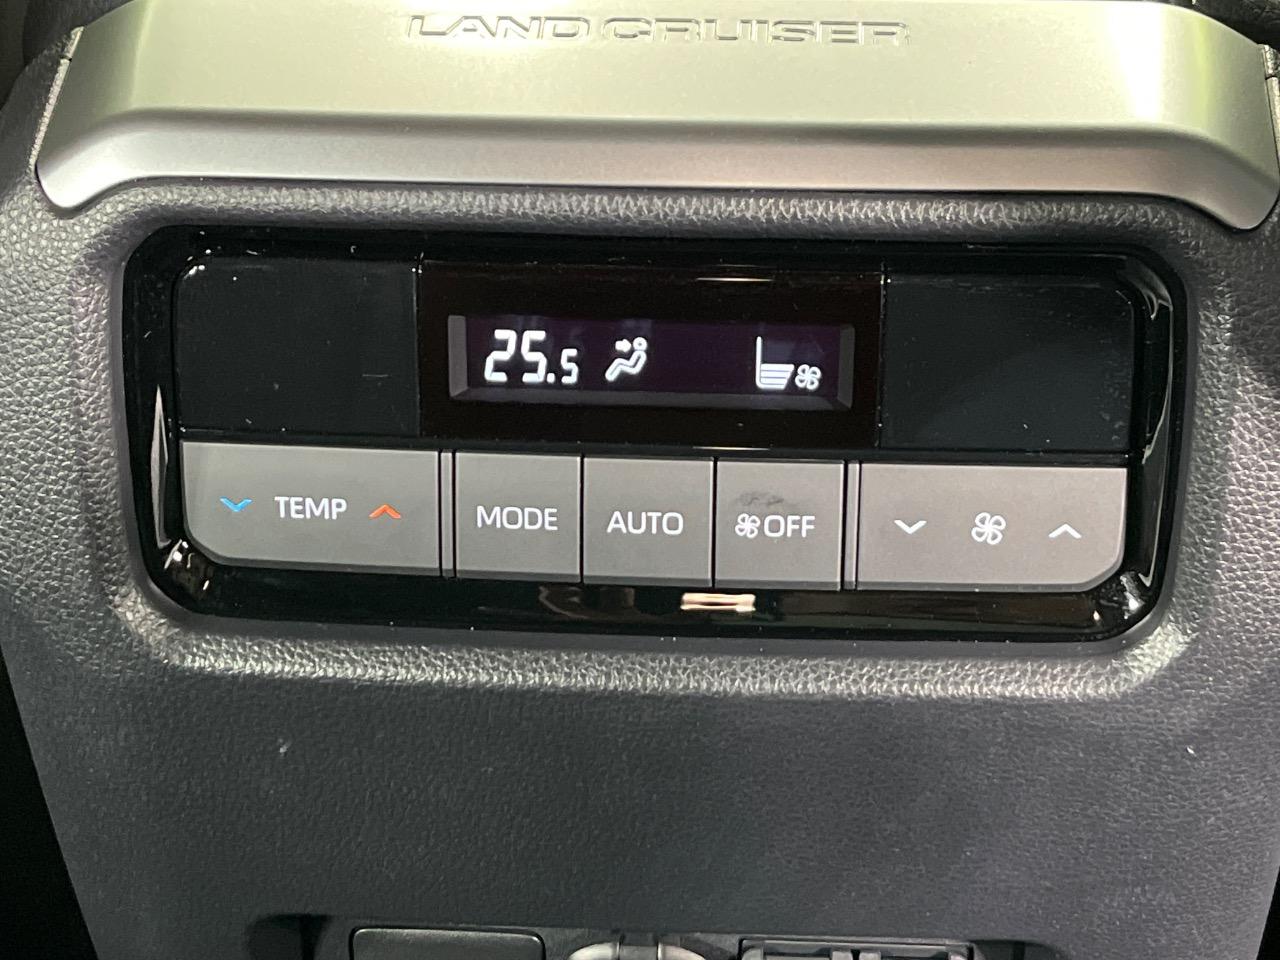 LAND CRUISER
25.5
TEMP MODE AUTO OFF